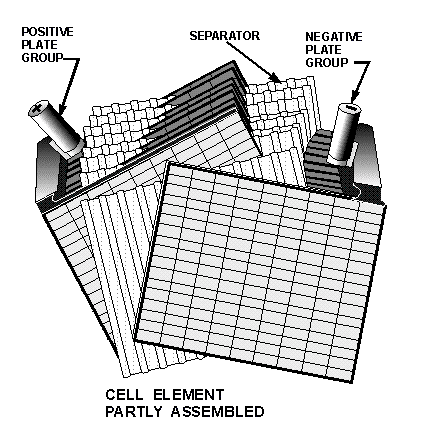 POSITIVE
PLATE
GROUP
SEPARATOR
NEGATIVE
PLATE
GROUP
+
-
CELL ELEMENT
PARTLY ASSEMBLED